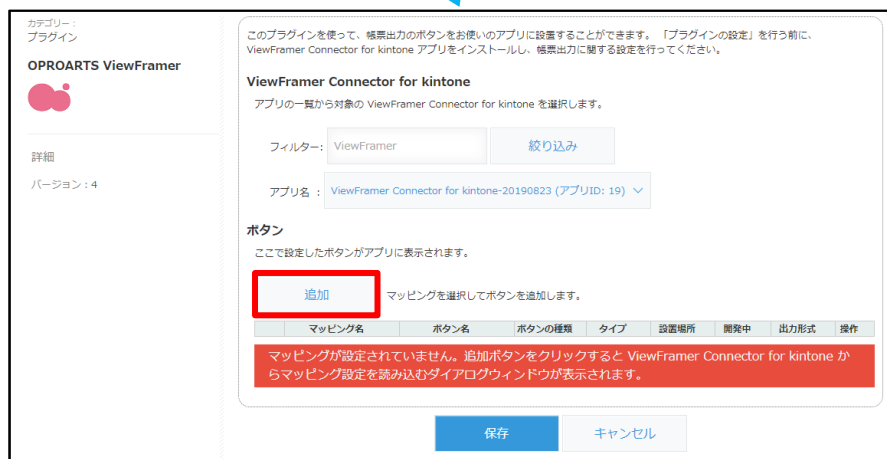 カテゴリー：
プラグイン
OPROARTS ViewFramer
詳細
バージョン：4
このプラグインを使って、帳票出力のボタンをお使いのアプリに設置することができます。「プラグインの設定」を行う前に、
ViewFramer Connector for kintone アプリをインストールし、帳票出力に関する設定を行ってください。
ViewFramer Connector for kintone
アプリの一覧から対象の ViewFramer Connector for kintone を選択します。
フィルター: ViewFramer 絞り込み
アプリ名 ： ViewFramer Connector for kintone-20190823 (アプリID: 19)
ボタン
ここで設定したボタンがアプリに表示されます。
追加 マッピングを選択してボタンを追加します。
マッピング名 ボタン名 ボタンの種類 タイプ 設置場所 開発中 出力形式 操作
マッピングが設定されていません。追加ボタンをクリックすると ViewFramer Connector for kintone か
らマッピング設定を読み込むダイアログウィンドウが表示されます。
保存 キャンセル